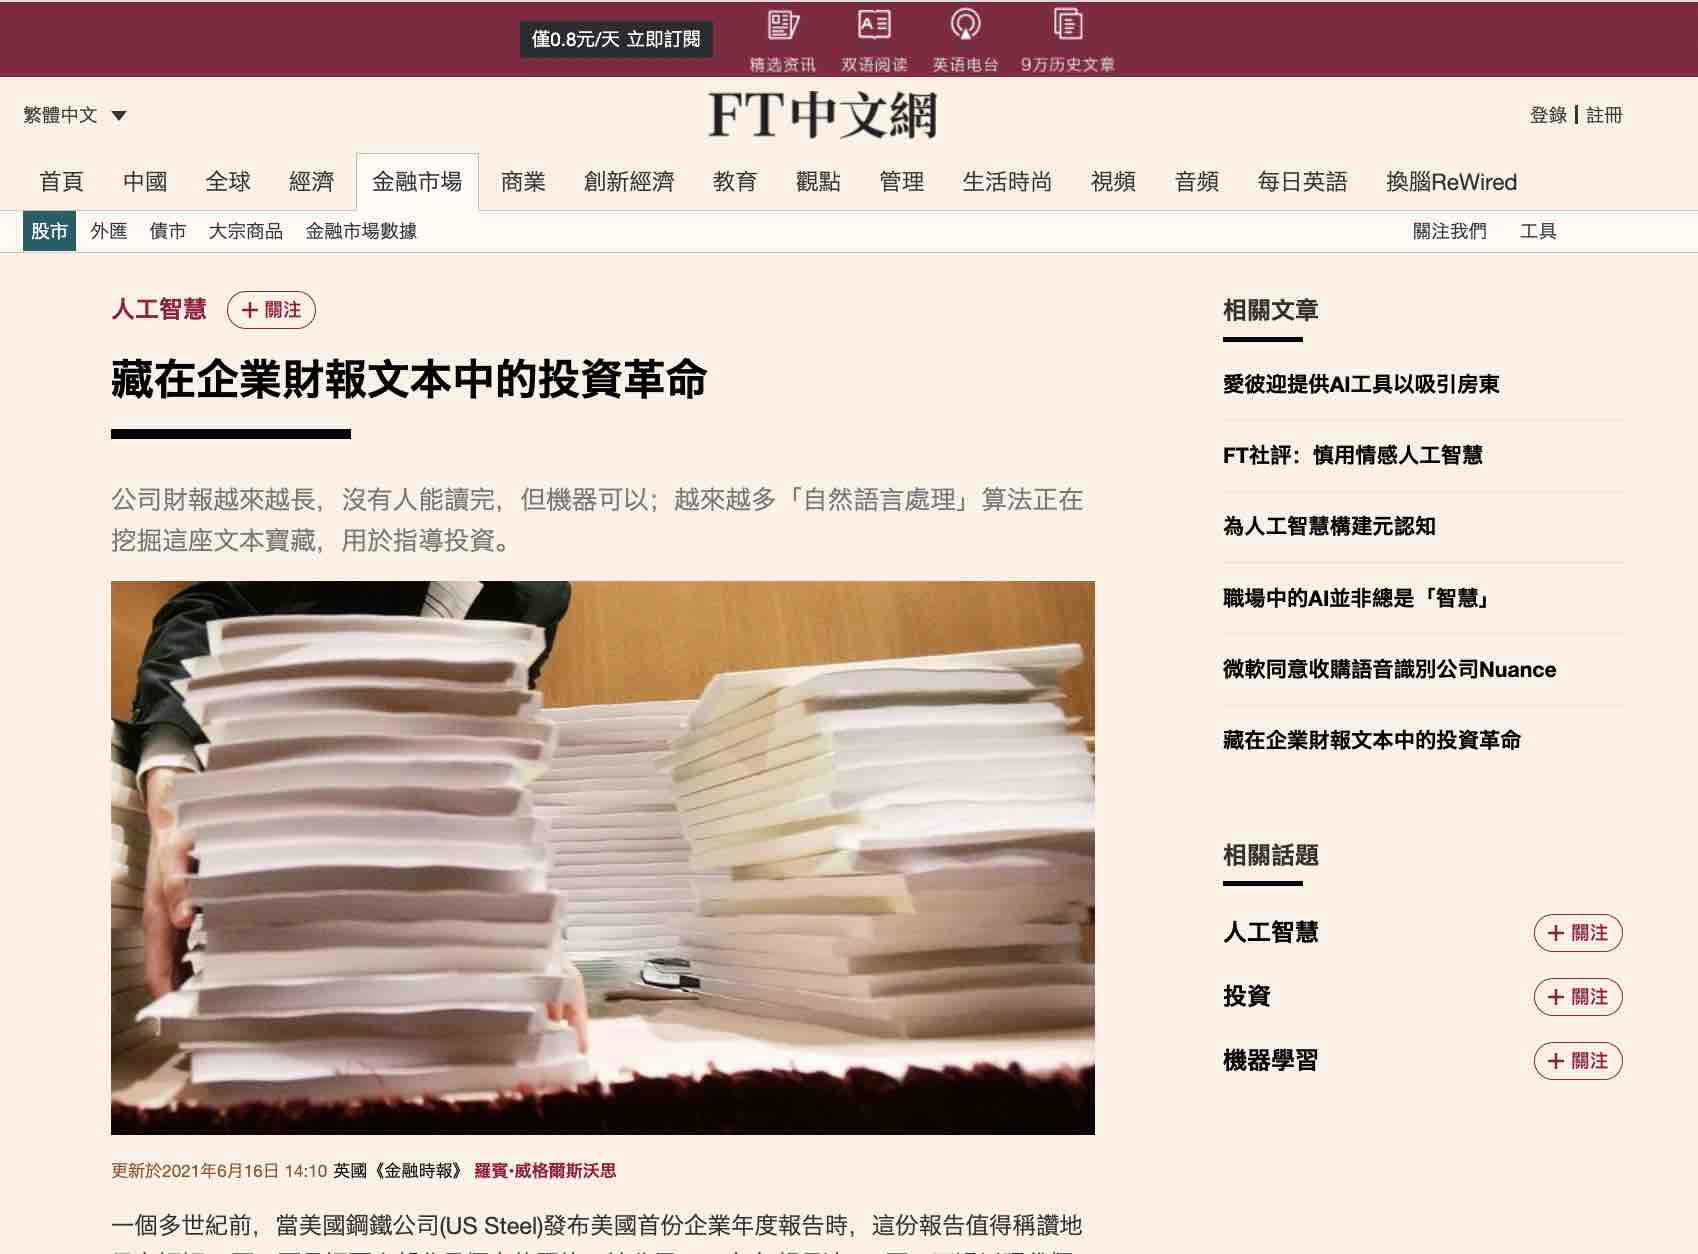 僅0.8元/天 立即訂閱
精选资讯 双语阅读 英语电台 9万历史文章
繁體中文
FT中文網
登錄 | 註冊
首頁 中國 全球 經濟 金融市場 商業 創新經濟 教育 觀點 管理 生活時尚 視頻 音頻 每日英語 換腦ReWired
股市 外匯 債市 大宗商品 金融市場數據 關注我們 工具
人工智慧 + 關注
藏在企業財報文本中的投資革命
公司財報越來越長，沒有人能讀完，但機器可以；越來越多「自然語言處理」算法正在
挖掘這座文本寶藏，用於指導投資。
更新於2021年6月16日 14:10 英國《金融時報》 羅賓•威格爾斯沃思
一個多世紀前，當美國鋼鐵公司(US Steel)發布美國首份企業年度報告時，這份報告值得稱讚地
相關文章
愛彼迎提供AI工具以吸引房東
FT社評：慎用情感人工智慧
為人工智慧構建元認知
職場中的AI並非總是「智慧」
微軟同意收購語音識別公司Nuance
藏在企業財報文本中的投資革命
相關話題
人工智慧 + 關注
投資 + 關注
機器學習 + 關注